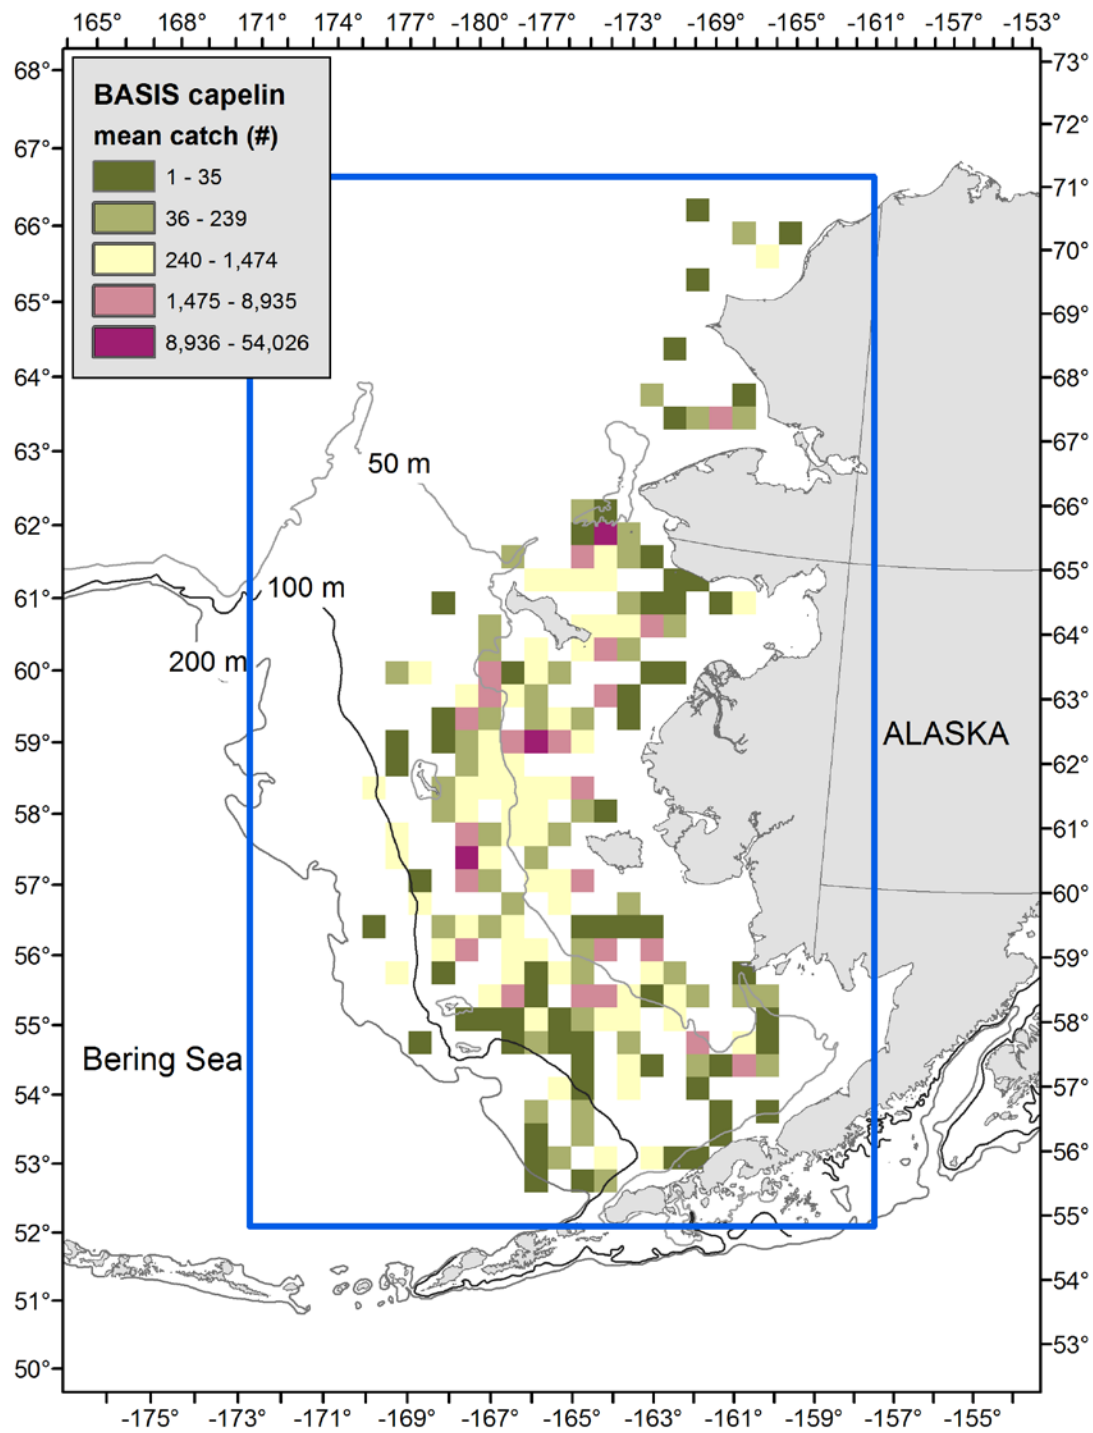 165° 168° 171° 174° 177° -180° -177° -173° -169° -165° -161° -157° -153°
68°
67°
66°
65°
64°
63°
62°
61°
60°
59°
58°
57°
56°
55°
54°
53°
52°
51°
50°
BASIS capelin
mean catch (#)
1 - 35
36 - 239
240 - 1,474
1,475 - 8,935
8,936 - 54,026
50 m
100 m
200 m
ALASKA
Bering Sea
73°
72°
71°
70°
69°
68°
67°
66°
65°
64°
63°
62°
61°
60°
59°
58°
57°
56°
55°
54°
53°
-175° -173° -171° -169° -167° -165° -163° -161° -159° -157° -155°